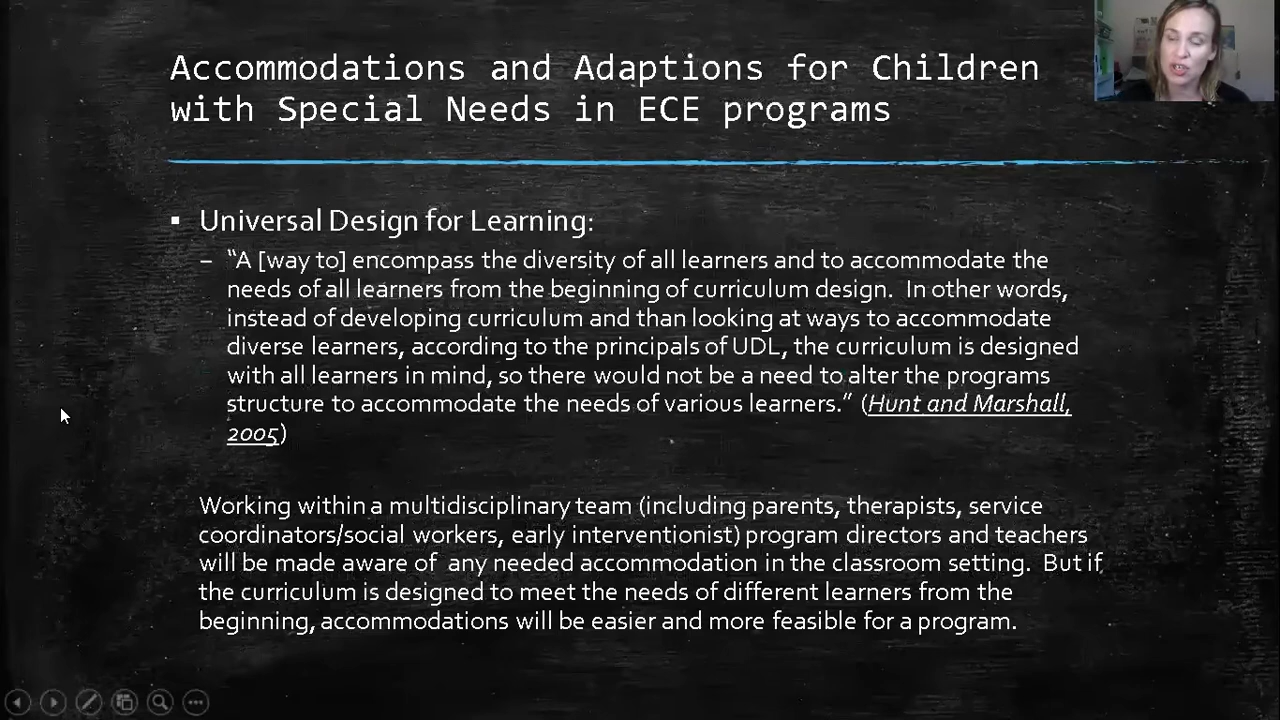 Accommodations and Adaptions for Children
with Special Needs in ECE programs
▪ Universal Design for Learning:
– “A [way to] encompass the diversity of all learners and to accommodate the
needs of all learners from the beginning of curriculum design.  In other words,
instead of developing curriculum and than looking at ways to accommodate
diverse learners, according to the principals of UDL, the curriculum is designed
with all learners in mind, so there would not be a need to alter the programs
structure to accommodate the needs of various learners.” (Hunt and Marshall,
2005)
Working within a multidisciplinary team (including parents, therapists, service
coordinators/social workers, early interventionist) program directors and teachers
will be made aware of  any needed accommodation in the classroom setting.  But if
the curriculum is designed to meet the needs of different learners from the
beginning, accommodations will be easier and more feasible for a program.